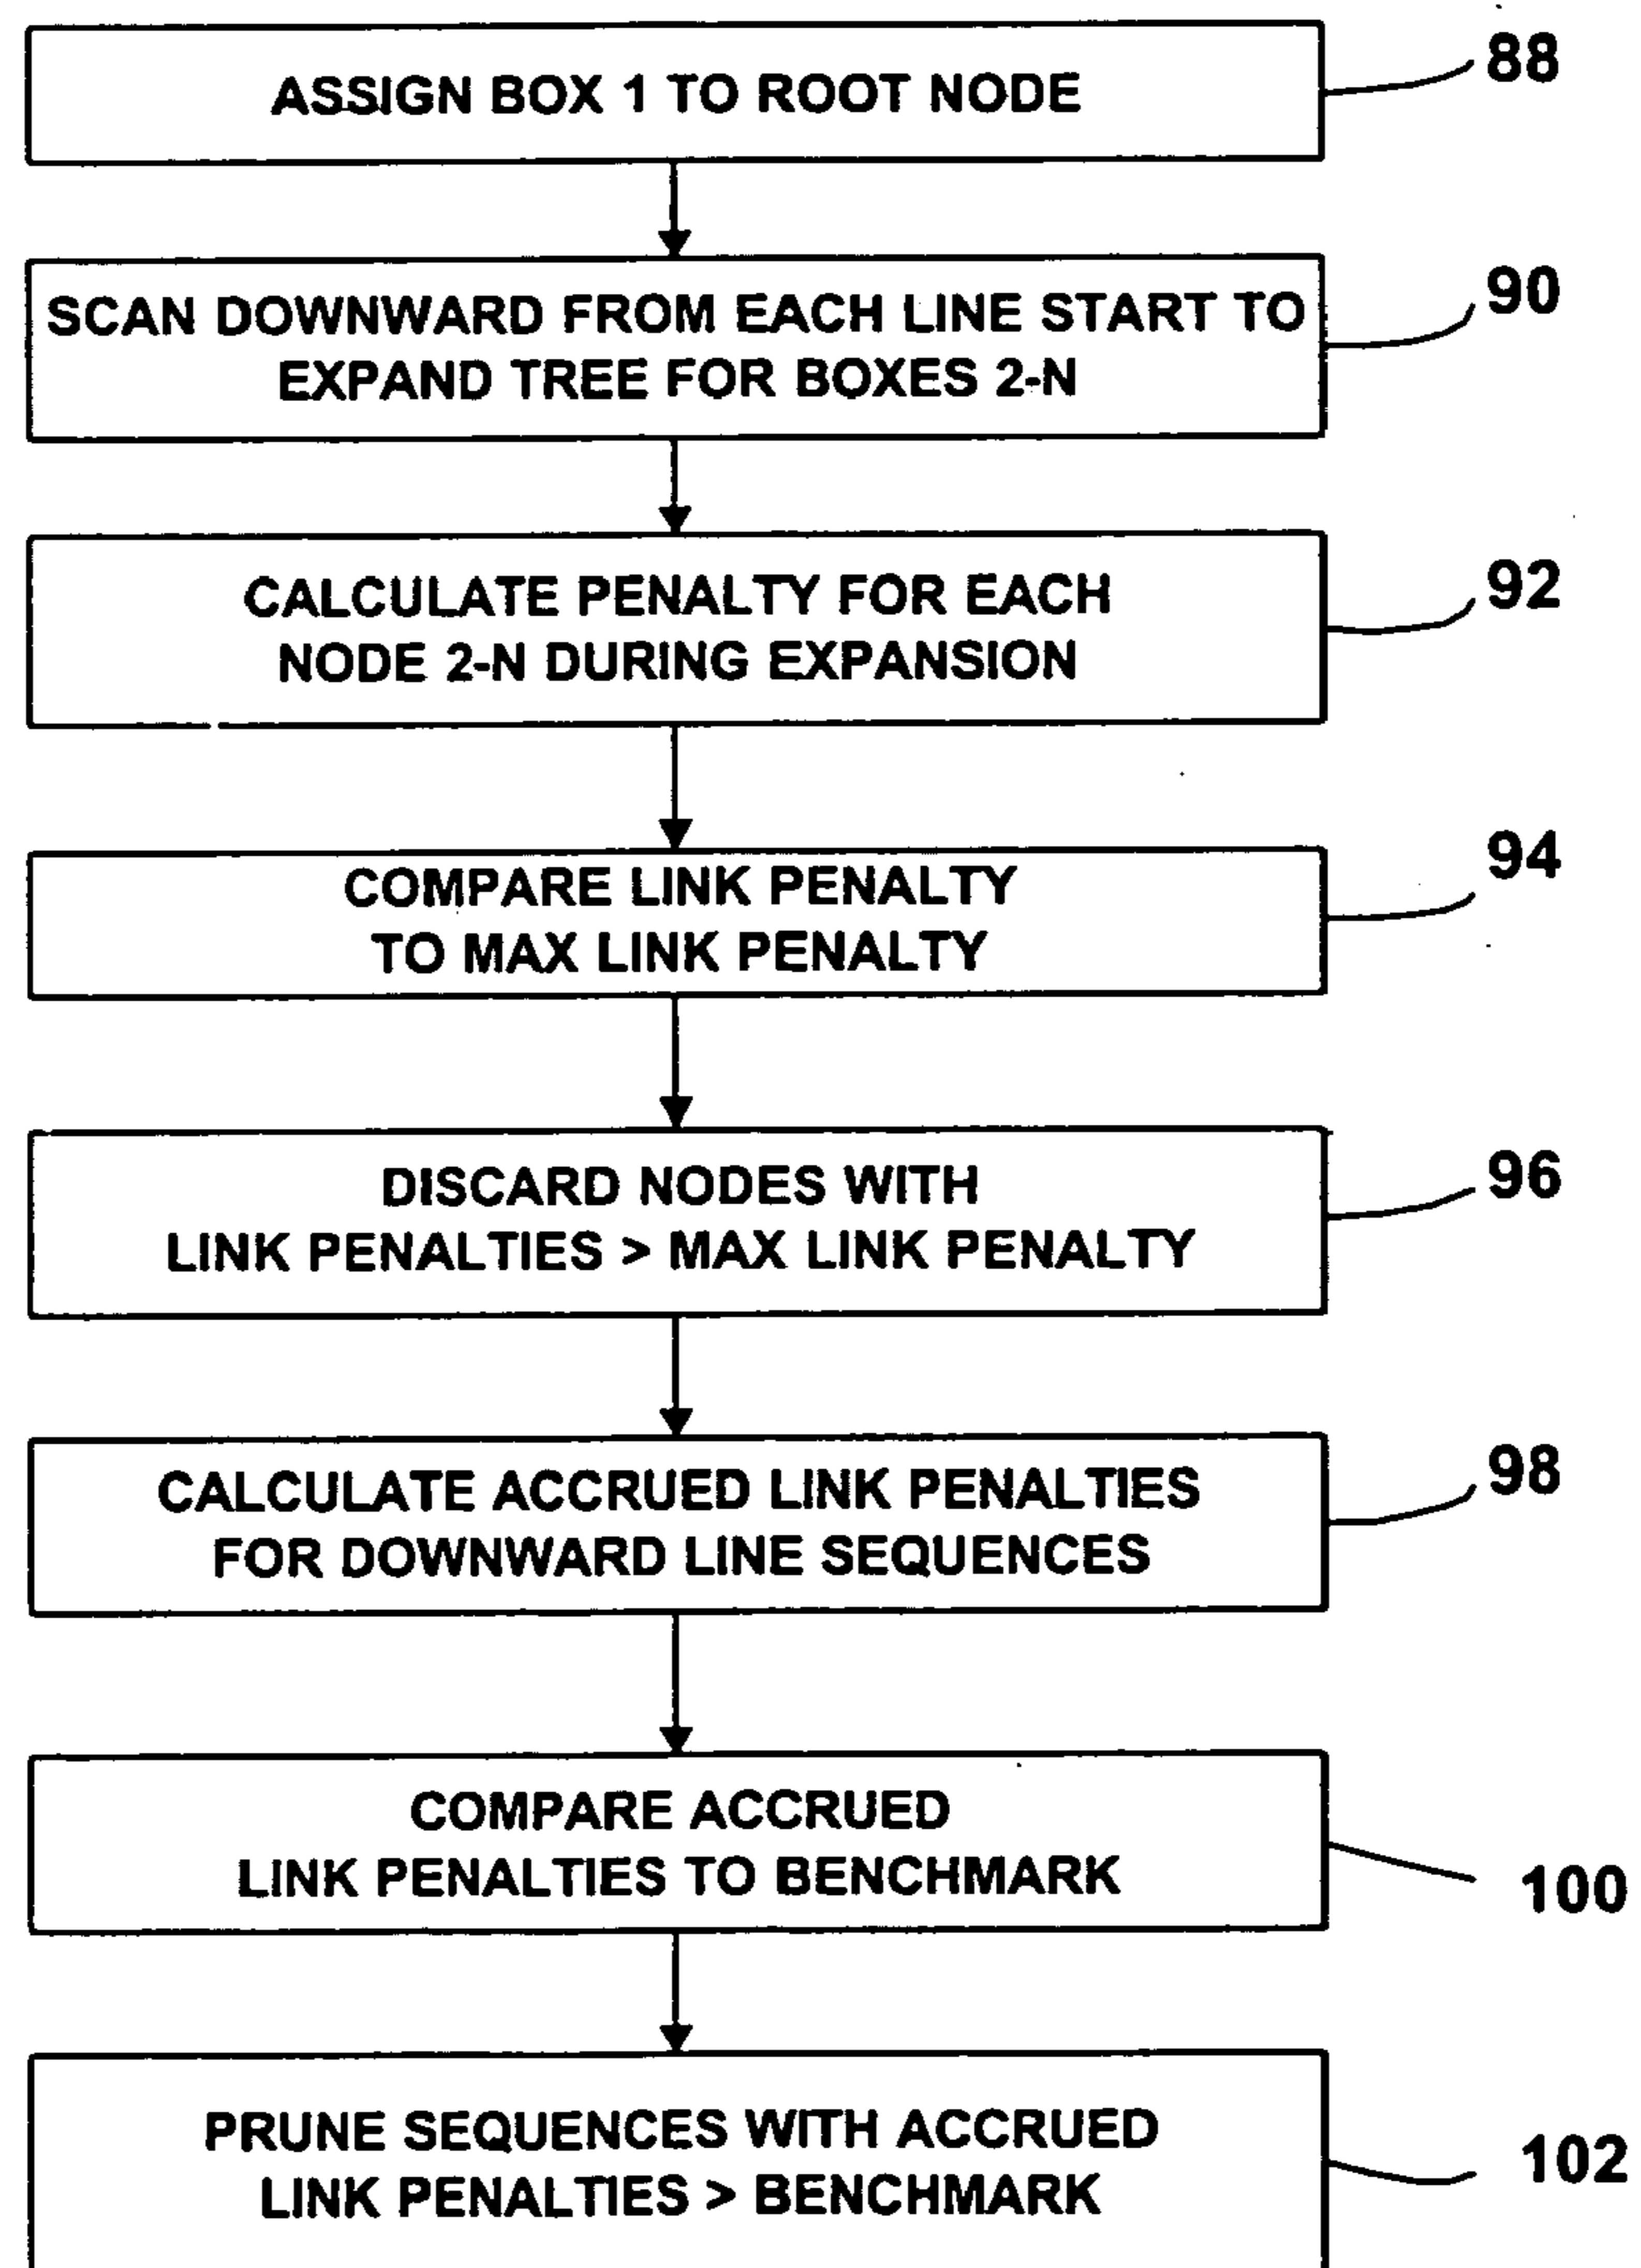 ASSIGN BOX 1 TO ROOT NODE
88
SCAN DOWNWARD FROM EACH LINE START TO
EXPAND TREE FOR BOXES 2-N
90
CALCULATE PENALTY FOR EACH
NODE 2-N DURING EXPANSION
92
COMPARE LINK PENALTY
TO MAX LINK PENALTY
94
DISCARD NODES WITH
LINK PENALTIES > MAX LINK PENALTY
96
CALCULATE ACCRUED LINK PENALTIES
FOR DOWNWARD LINE SEQUENCES
98
COMPARE ACCRUED
LINK PENALTIES TO BENCHMARK
100
PRUNE SEQUENCES WITH ACCRUED
LINK PENALTIES > BENCHMARK
102